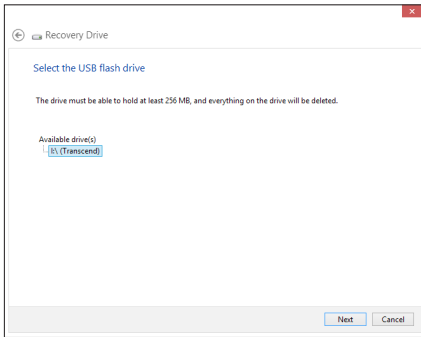 Recovery Drive
Select the USB flash drive
The drive must be able to hold at least 256 MB, and everything on the drive will be deleted.
Available drive(s)
I:\ (Transcend)
Next Cancel